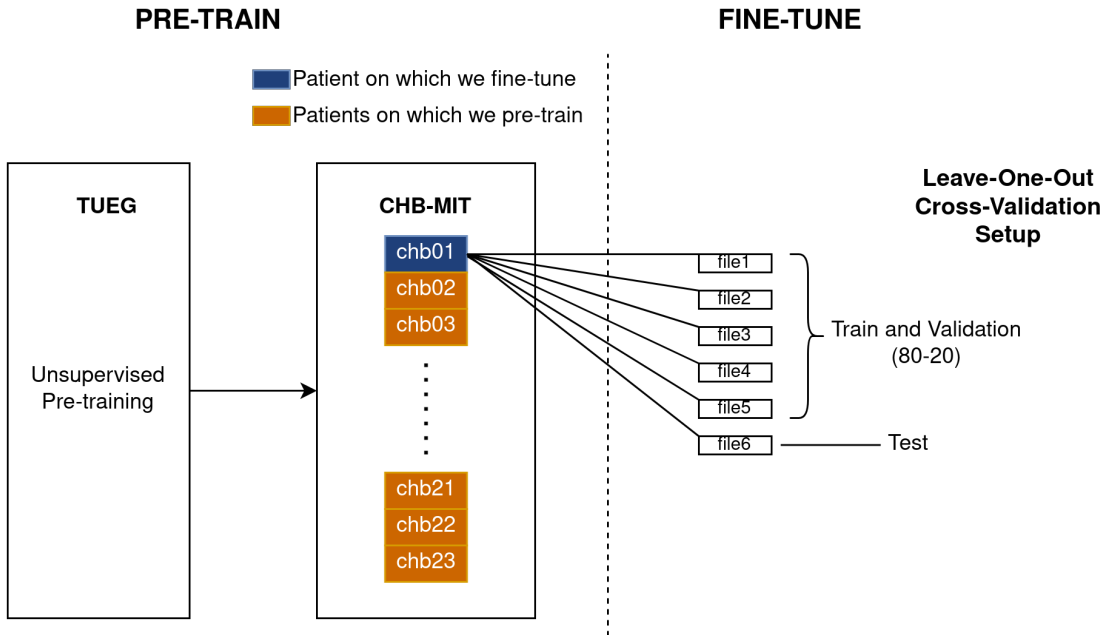 PRE-TRAIN
FINE-TUNE
Patient on which we fine-tune
Patients on which we pre-train
TUEG
Unsupervised
Pre-training
CHB-MIT
chb01
chb02
chb03
chb21
chb22
chb23
file1
file2
file3
file4
file5
file6
Train and Validation
(80-20)
Test
Leave-One-Out
Cross-Validation
Setup